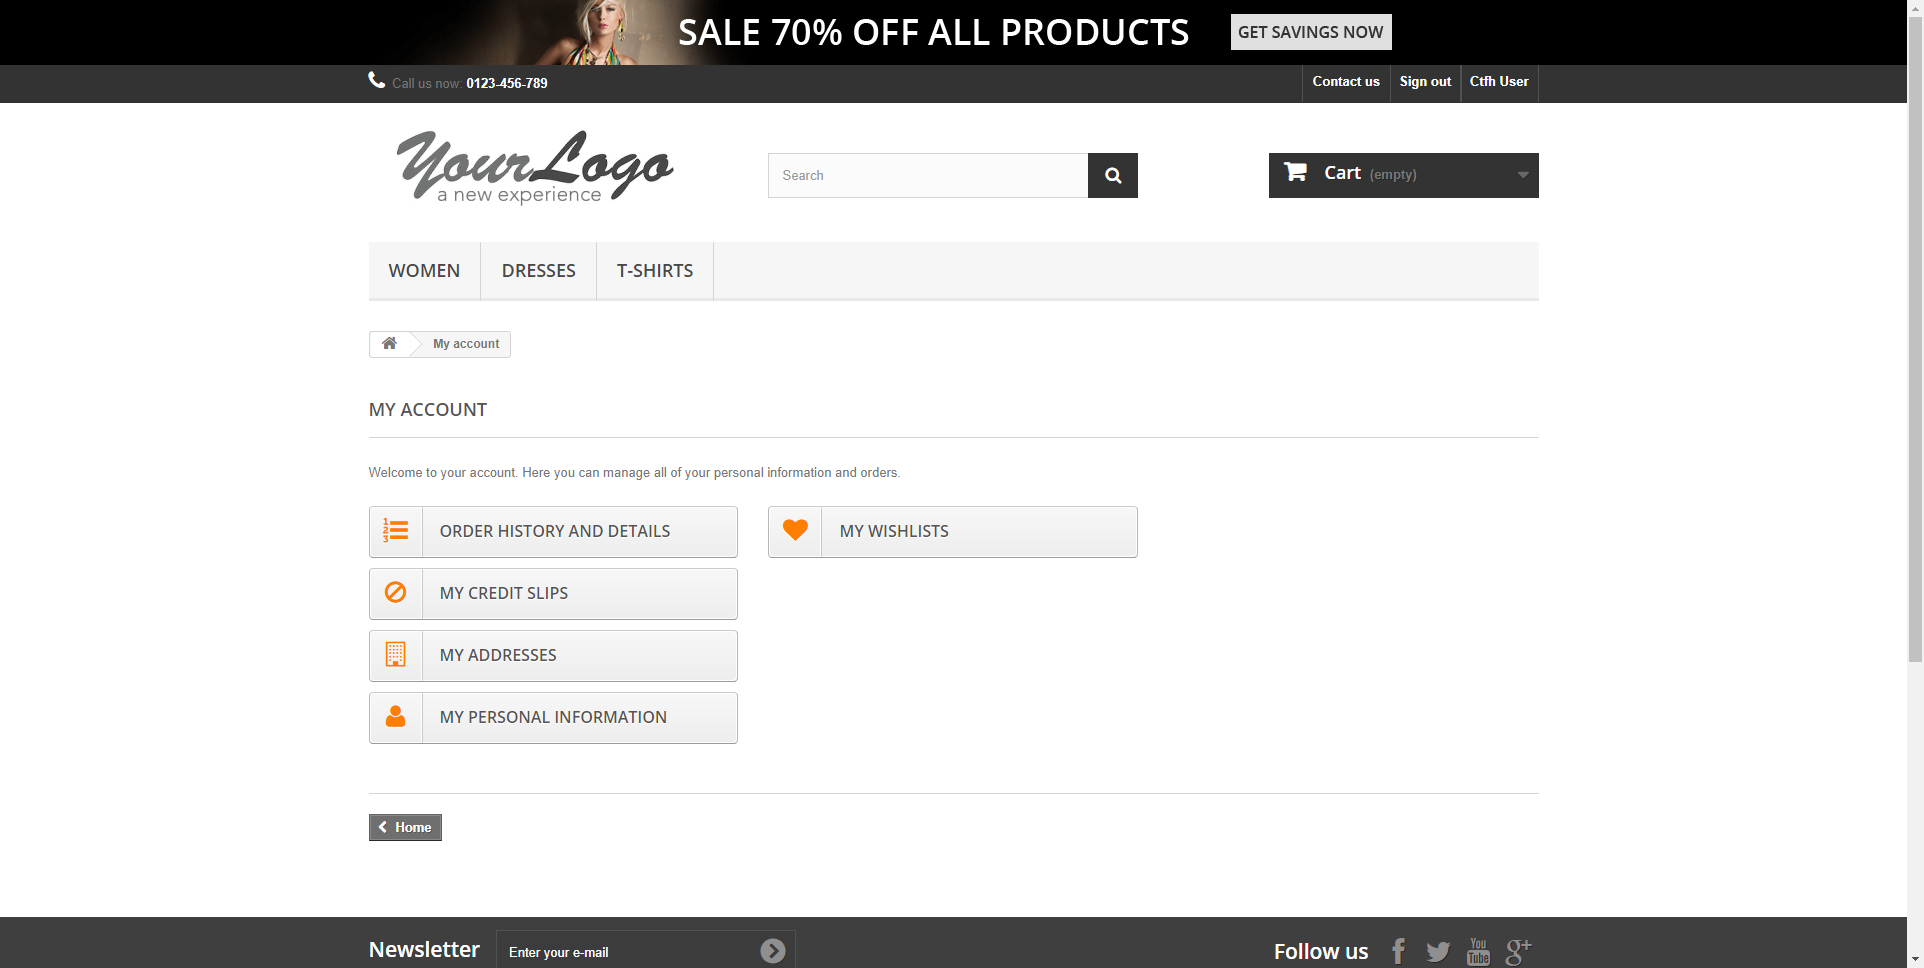 SALE 70% OFF ALL PRODUCTS GET SAVINGS NOW
Call us now: 0123-456-789 Contact us Sign out Ctfh User
YourLogo
a new experience
Search
Cart (empty)
WOMEN DRESSES T-SHIRTS
My account
MY ACCOUNT
Welcome to your account. Here you can manage all of your personal information and orders.
ORDER HISTORY AND DETAILS
MY WISHLISTS
MY CREDIT SLIPS
MY ADDRESSES
MY PERSONAL INFORMATION
Home
Newsletter Enter your e-mail Follow us You Tube g+